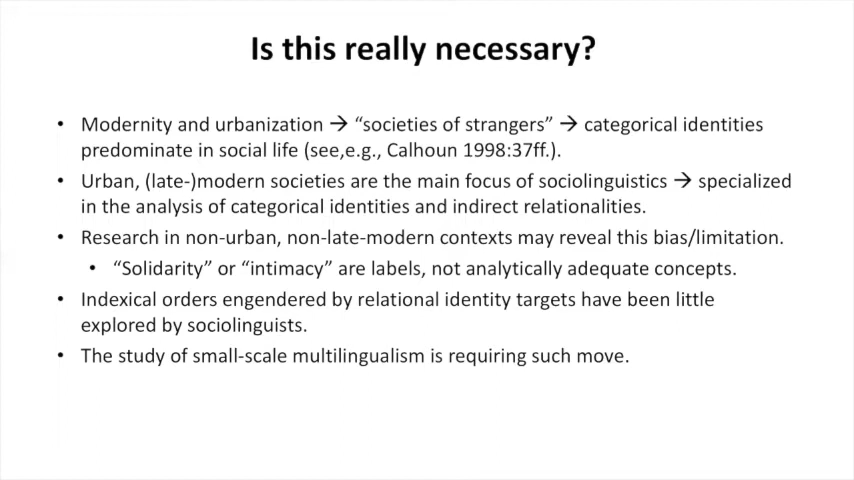 Is this really necessary?
• Modernity and urbanization → “societies of strangers” → categorical identities
predominate in social life (see,e.g., Calhoun 1998:37ff.).
• Urban, (late-)modern societies are the main focus of sociolinguistics → specialized
in the analysis of categorical identities and indirect relationalities.
• Research in non-urban, non-late-modern contexts may reveal this bias/limitation.
• “Solidarity” or “intimacy” are labels, not analytically adequate concepts.
• Indexical orders engendered by relational identity targets have been little
explored by sociolinguists.
• The study of small-scale multilingualism is requiring such move.